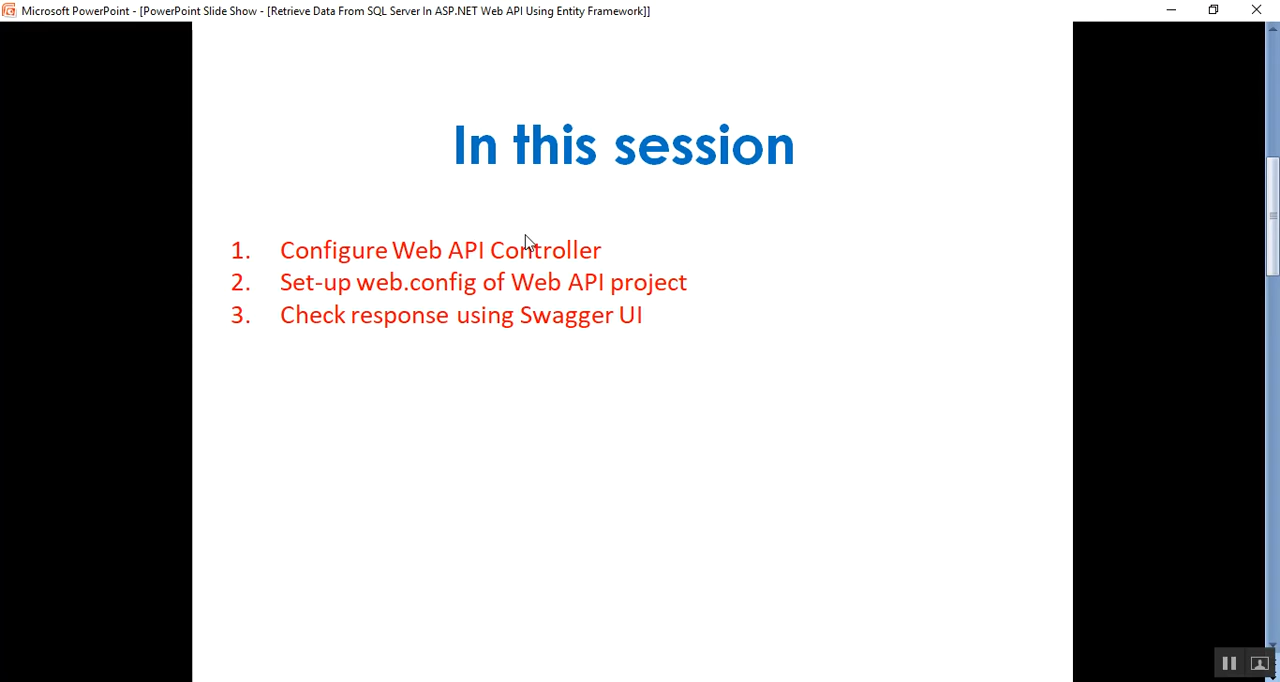 Microsoft PowerPoint - [PowerPoint Slide Show - [Retrieve Data From SQL Server In ASP.NET Web API Using Entity Framework]]
In this session
1. Configure Web API Controller
2. Set-up web.config of Web API project
3. Check response using Swagger UI